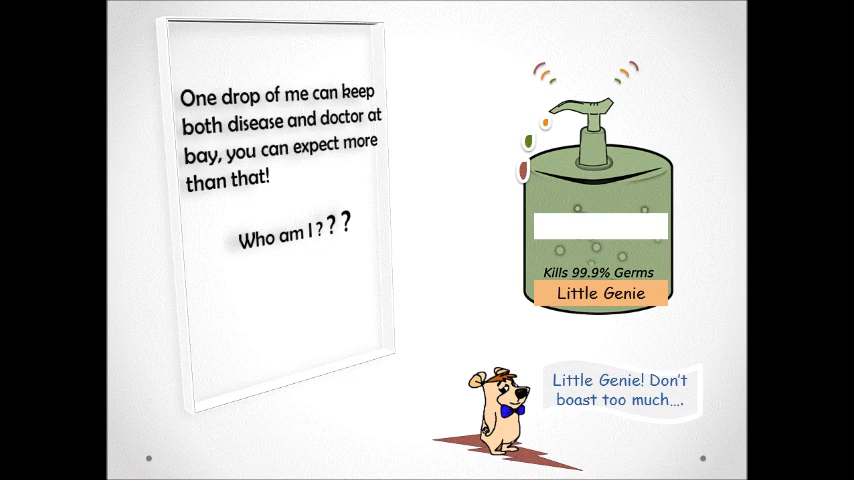 One drop of me can keep
both disease and doctor at
bay, you can expect more
than that!
Who am I ? ? ? ?
Kills 99.9% Germs
Little Genie
Little Genie! Don't
boast too much….